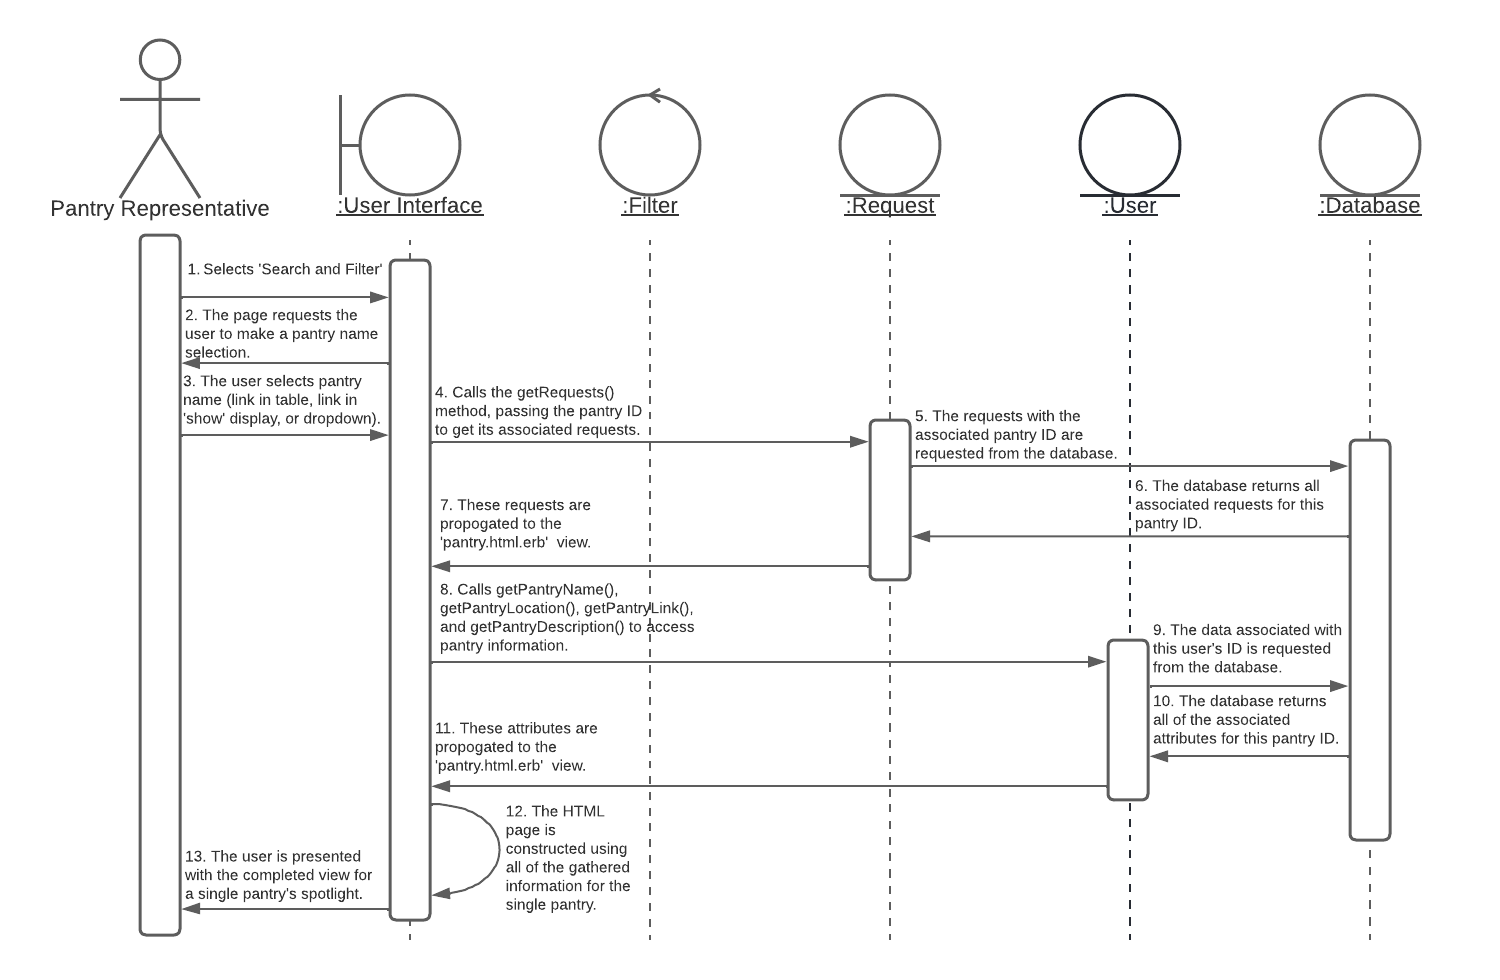 Pantry Representative
:User Interface
:Filter
:Request
:User
:Database
1. Selects 'Search and Filter'
2. The page requests the
user to make a pantry name
selection.
3. The user selects pantry
name (link in table, link in
'show' display, or dropdown).
4. Calls the getRequests()
method, passing the pantry ID
to get its associated requests.
5. The requests with the
associated pantry ID are
requested from the database.
6. The database returns all
associated requests for this
pantry ID.
7. These requests are
propogated to the
'pantry.html.erb'  view.
8. Calls getPantryName(),
getPantryLocation(), getPantryLink(),
and getPantryDescription() to access
pantry information.
9. The data associated with
this user's ID is requested
from the database.
10. The database returns
all of the associated
attributes for this pantry ID.
11. These attributes are
propogated to the
'pantry.html.erb'  view.
12. The HTML
page is
constructed using
all of the gathered
information for the
single pantry.
13. The user is presented
with the completed view for
a single pantry's spotlight.